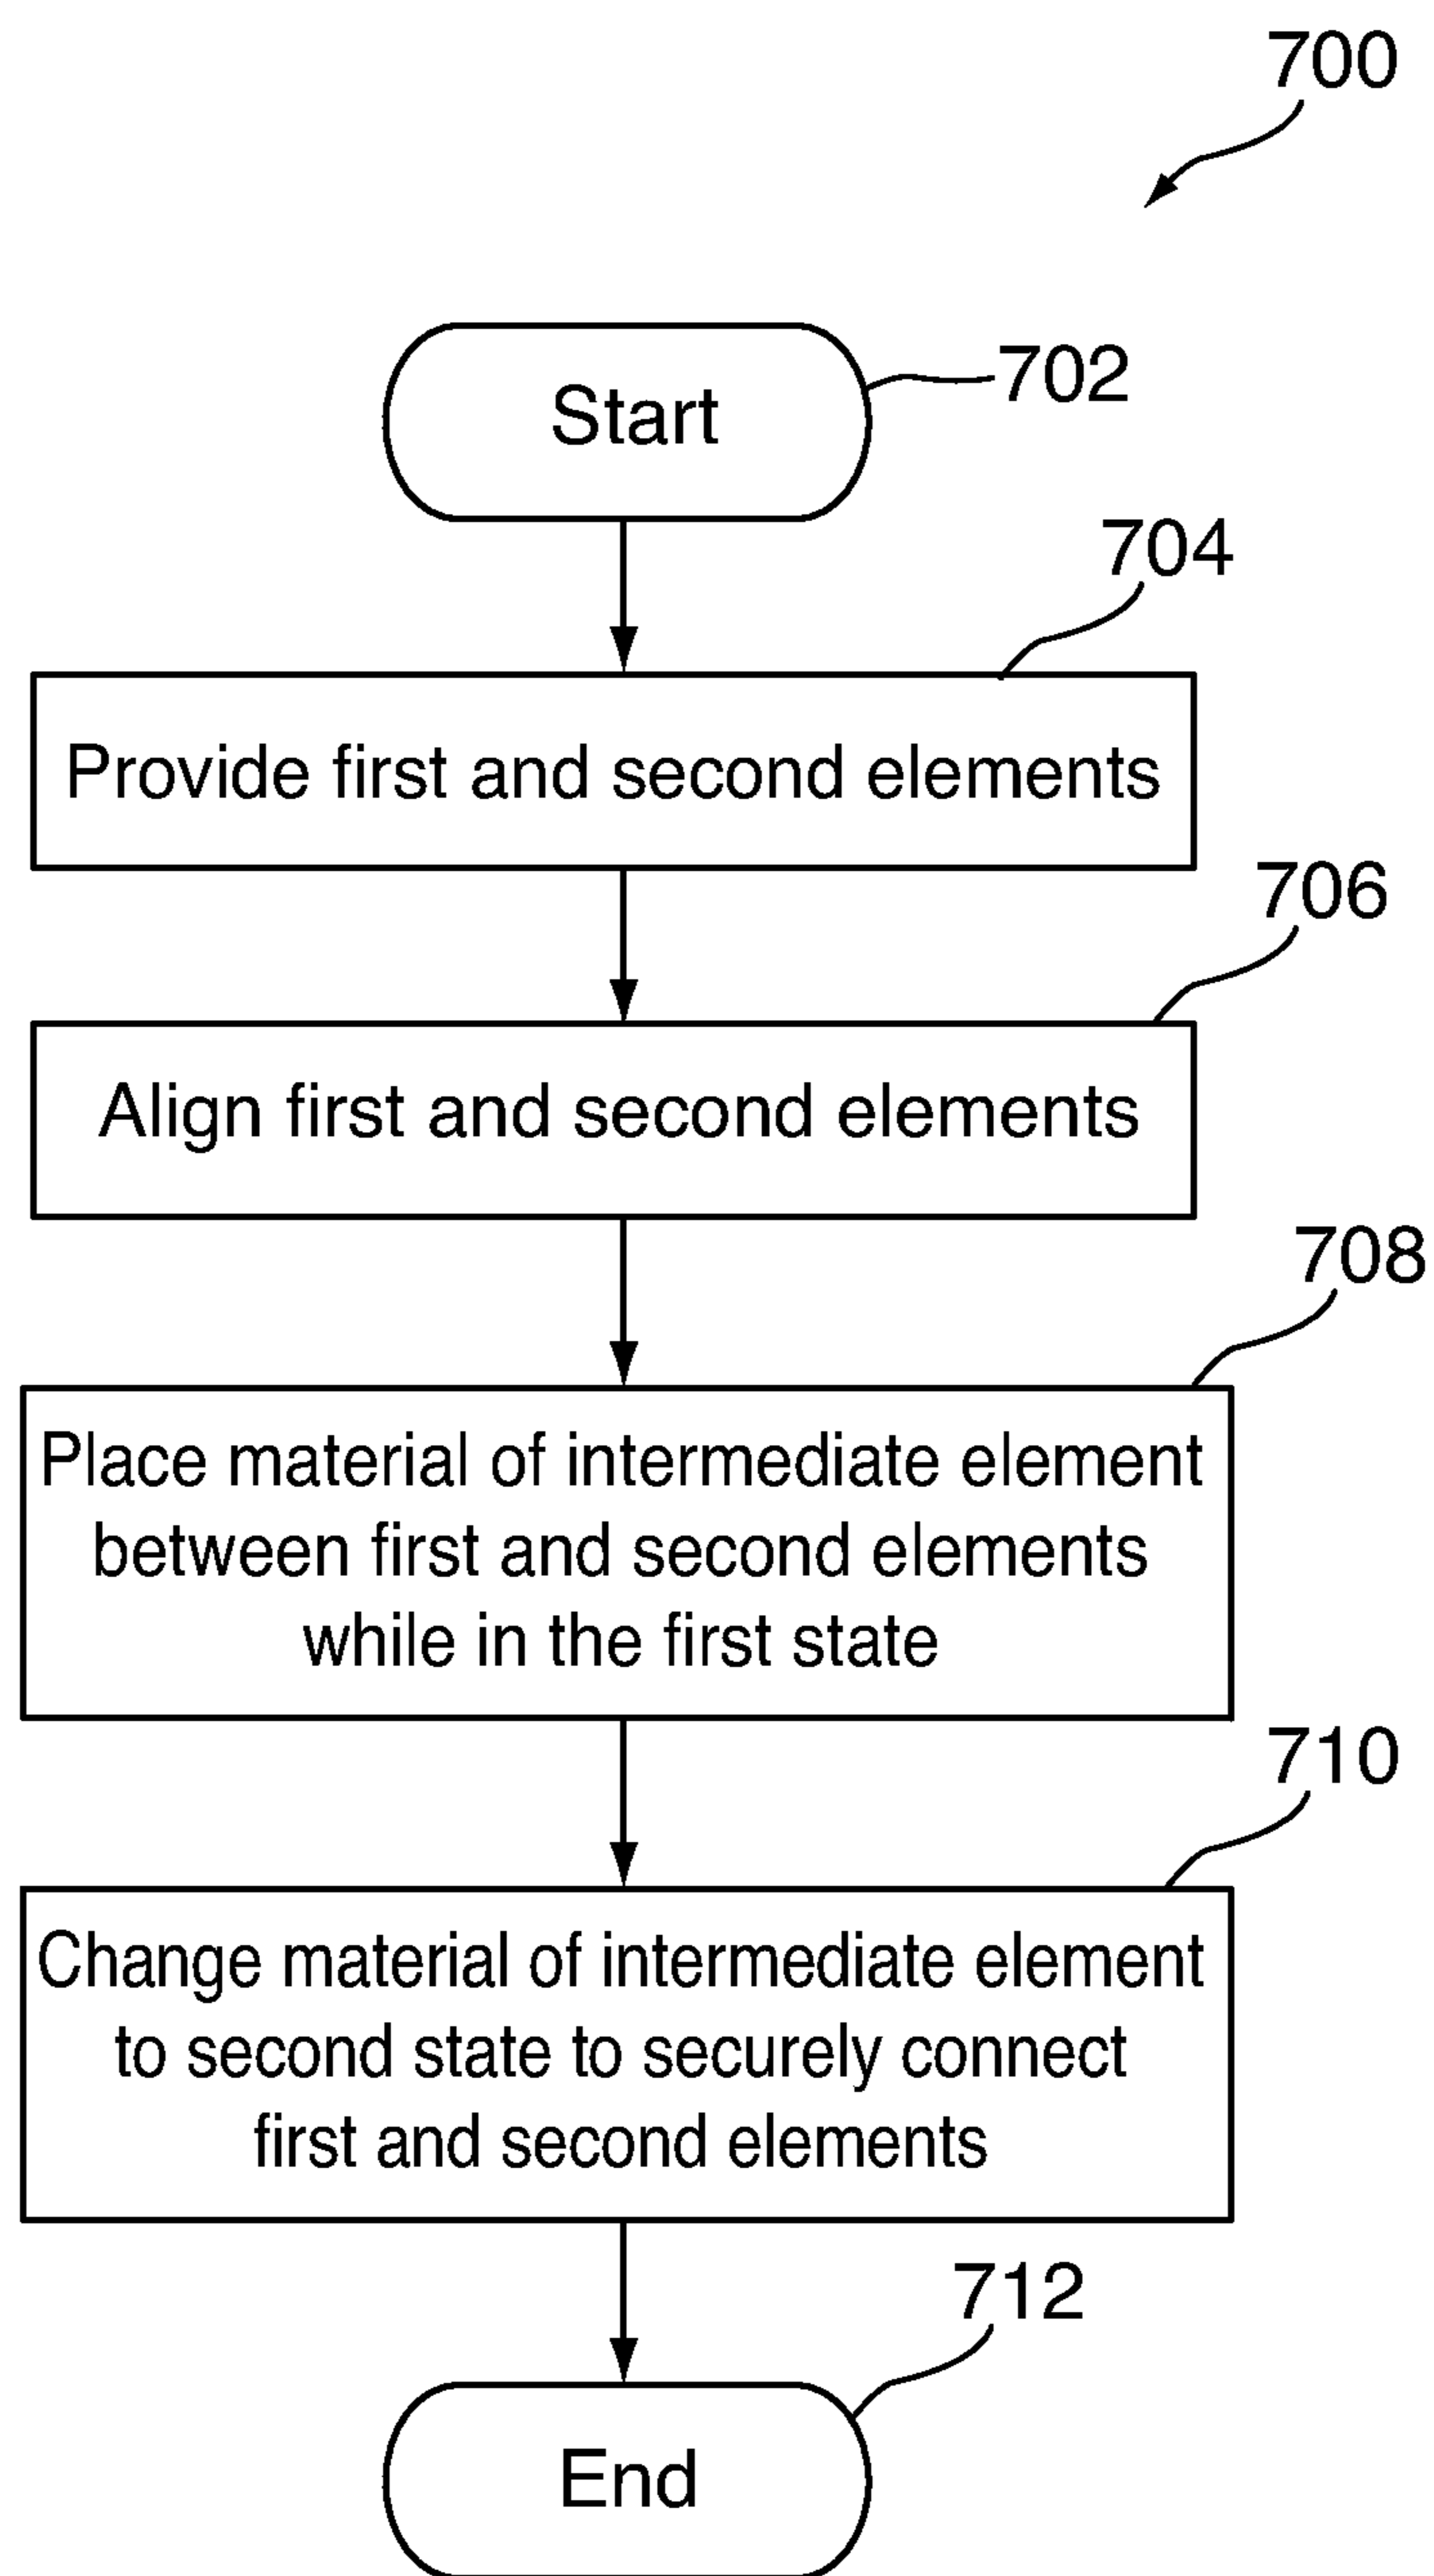 700
Start
702
704
Provide first and second elements
706
Align first and second elements
708
Place material of intermediate element
between first and second elements
while in the first state
710
Change material of intermediate element
to second state to securely connect
first and second elements
712
End